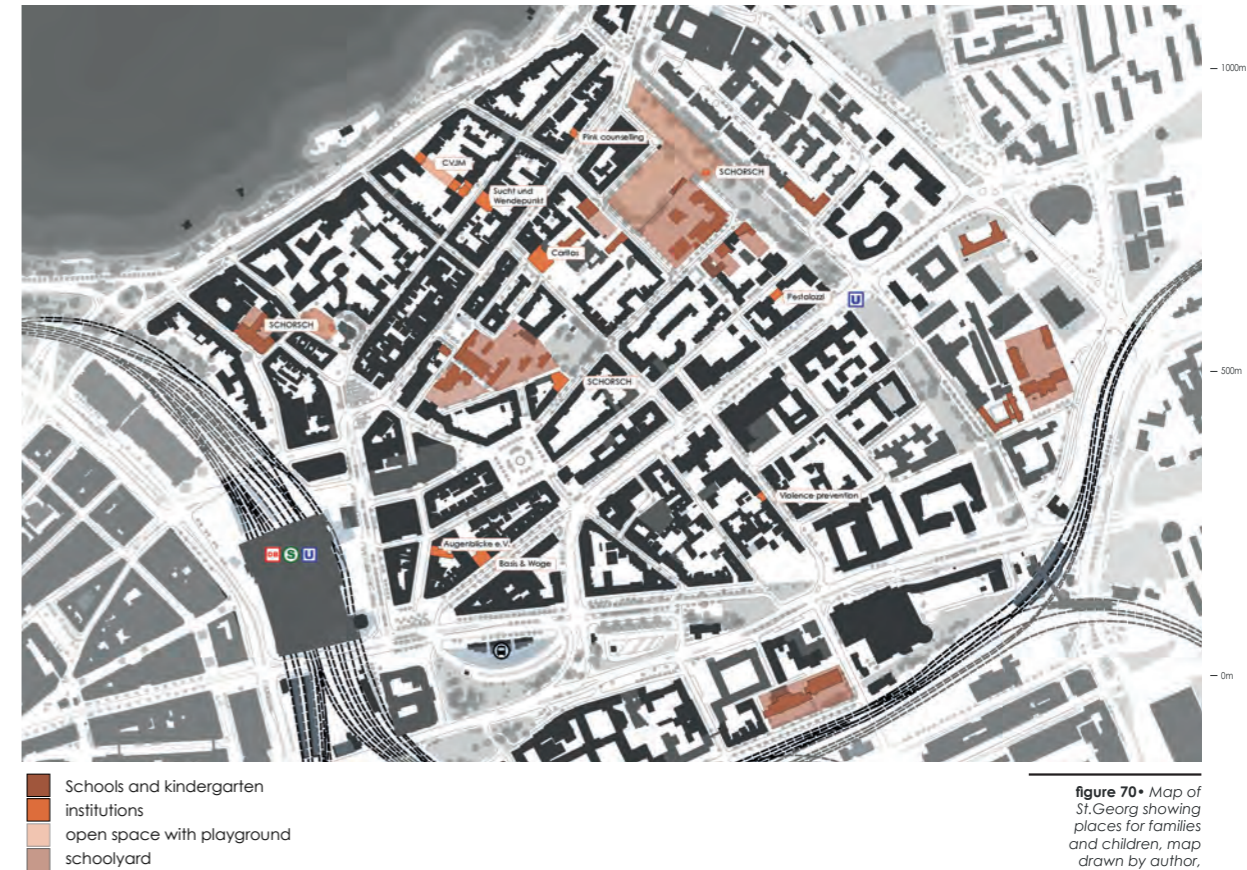 1000m
Fink counselling
CVJM
SCHORSCH
Sucht und
Wendepunkt
Caritas
Pestalozzi
U
SCHORSCH
500m
SCHORSCH
Violence prevention
Augenblicke e.V.
DB S U
Basis & Woge
0m
Schools and kindergarten
institutions
open space with playground
schoolyard
figure 70• Map of
St.Georg showing
places for families
and children, map
drawn by author,